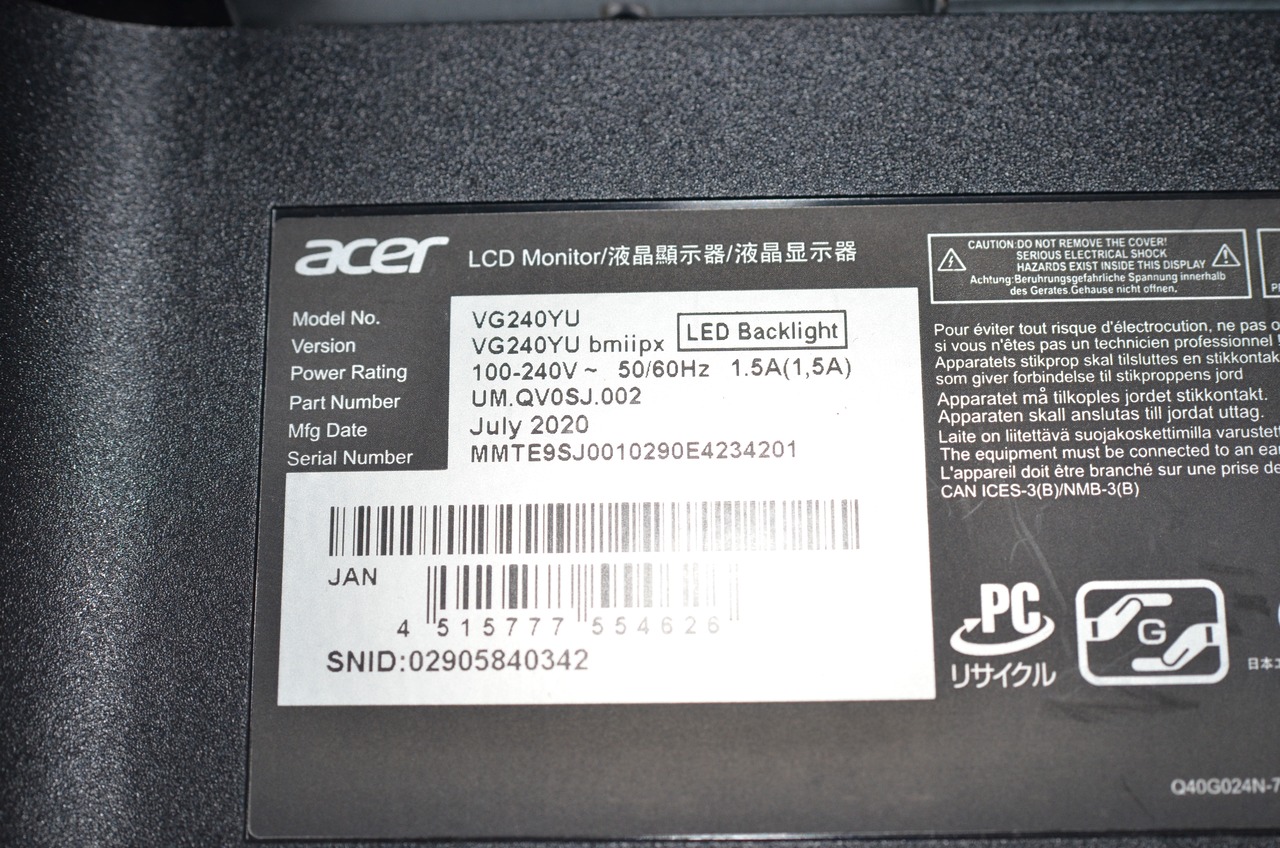 acer LCD Monitor/液晶顯示器/液晶显示器
Model No. VG240YU
Version VG240YU bmiipx
LED Backlight
Power Rating 100-240V ~ 50/60Hz 1.5A(1,5A)
Part Number UM.QV0SJ.002
Mfg Date July 2020
Serial Number MMTE9SJ0010290E4234201
JAN
4 515777 554626
SNID:02905840342
CAUTION:DO NOT REMOVE THE COVER!
SERIOUS ELECTRICAL SHOCK
HAZARDS EXIST INSIDE THIS DISPLAY
Achtung:Beruhrungsgefahrliche Spannung innerhalb
des Gerates.Gehause nicht offnen.
Pour éviter tout risque d'électrocution, ne pas
si vous n'êtes pas un technicien professionnel !
Apparatets stikprop skal tilsluttes en stikkontak
som giver forbindelse til stikproppens jord
Apparatet må tilkoples jordet stikkontakt.
Apparaten skall anslutas till jordat uttag.
Laite on liitettävä suojakoskettimilla varustet
The equipment must be connected to an
L'appareil doit être branché sur une prise de
CAN ICES-3(B)/NMB-3(B)
PC
リサイクル
G
日本
Q40G024N-7